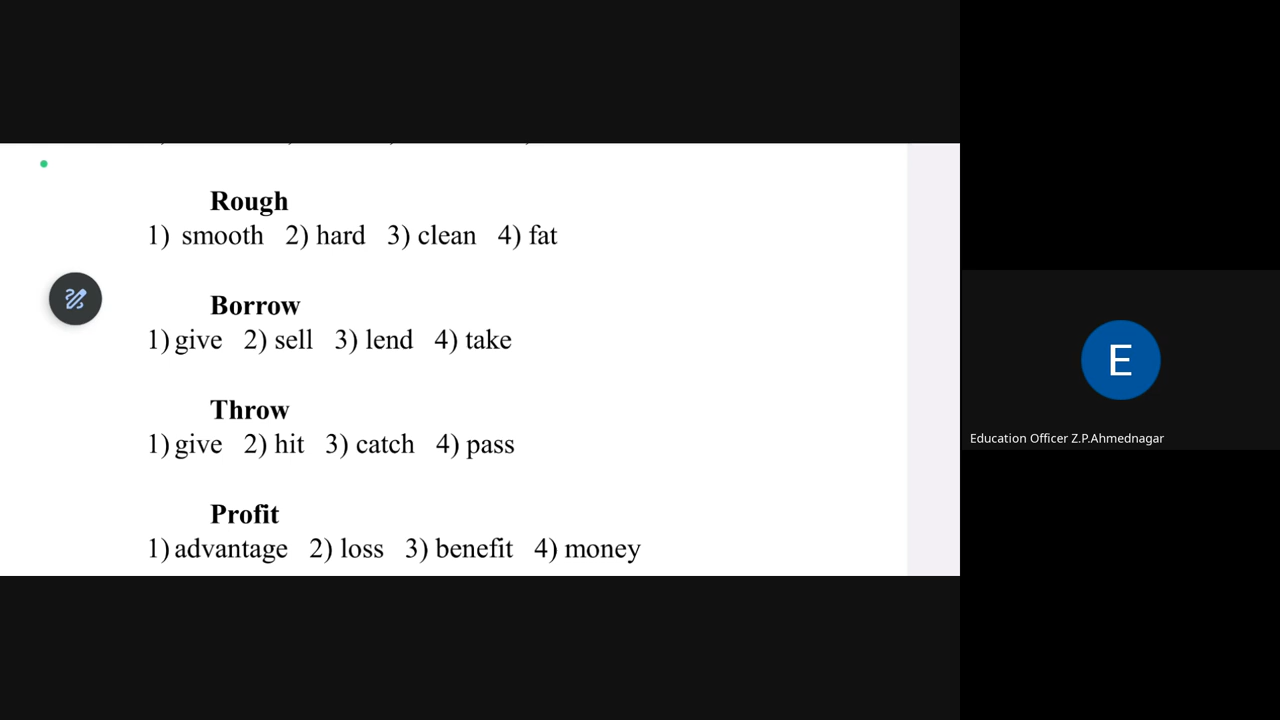 Rough
1) smooth 2) hard 3) clean 4) fat
Borrow
1) give 2) sell 3) lend 4) take
Throw
1) give 2) hit 3) catch 4) pass
Profit
1) advantage 2) loss 3) benefit 4) money
E
Education Officer Z.P.Ahmednagar